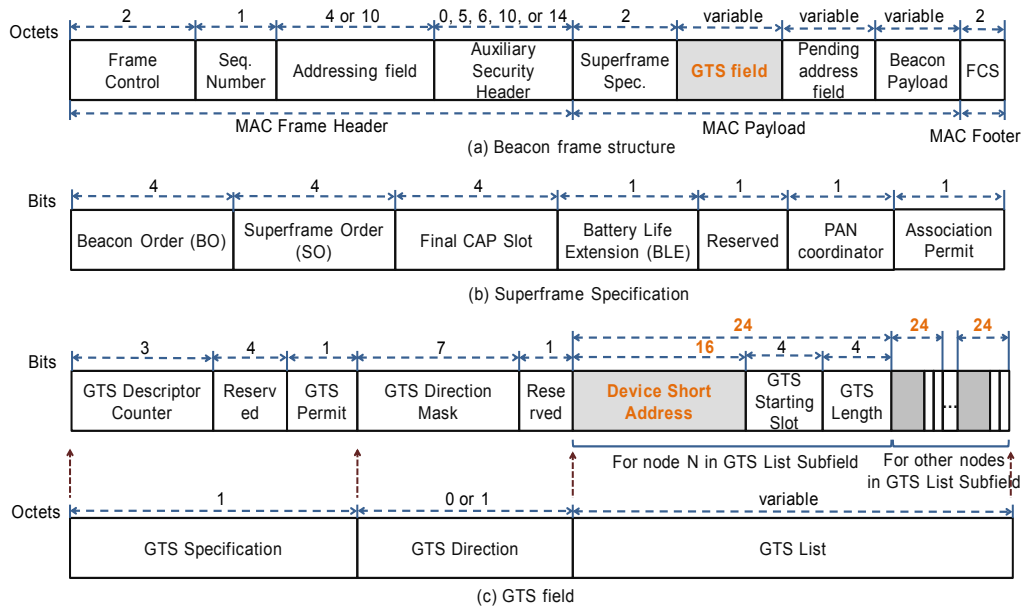 Octets
2 1 4 or 10 0, 5, 6, 10, or 14 2 variable variable variable 2
Frame Control
Seq. Number
Addressing field
Auxiliary Security Header
Superframe Spec.
GTS field
Pending address field
Beacon Payload
FCS
MAC Frame Header
MAC Payload
MAC Footer
(a) Beacon frame structure
Bits
4 4 4 1 1 1 1
Beacon Order (BO)
Superframe Order (SO)
Final CAP Slot
Battery Life Extension (BLE)
Reserved
PAN coordinator
Association Permit
(b) Superframe Specification
24 24 24
Bits
3 4 1 7 1 16 4 4
GTS Descriptor Counter
Reserv ed
GTS Permit
GTS Direction Mask
Rese rved
Device Short Address
GTS Starting Slot
GTS Length
...
For node N in GTS List Subfield
For other nodes in GTS List Subfield
Octets
1 0 or 1 variable
GTS Specification
GTS Direction
GTS List
(c) GTS field